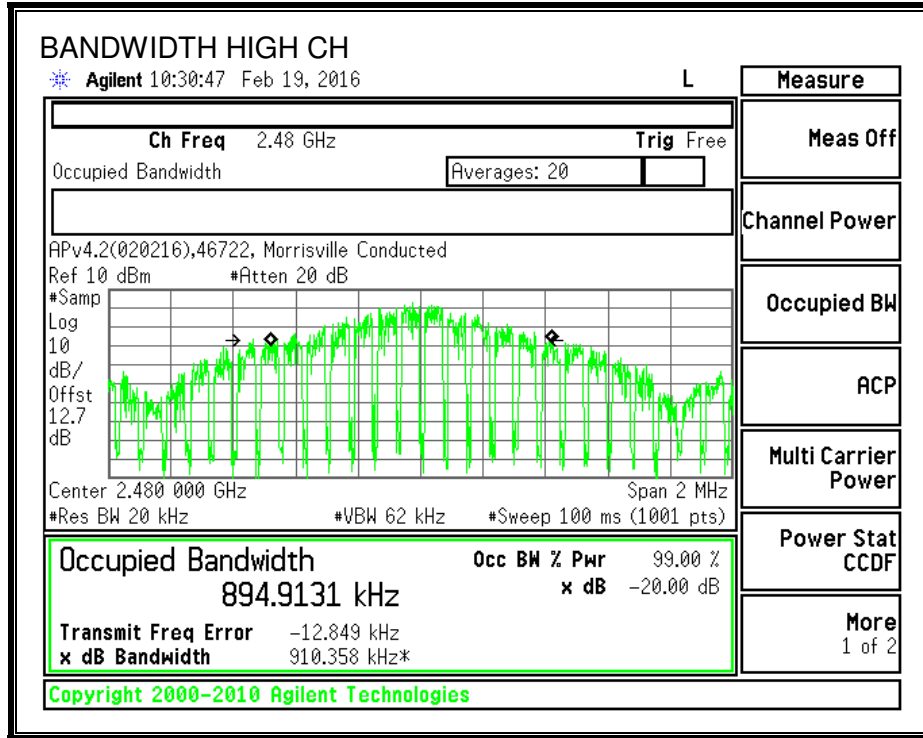 BANDWIDTH HIGH CH
Agilent 10:30:47 Feb 19, 2016 L
Measure
Ch Freq 2.48 GHz Trig Free
Meas Off
Occupied Bandwidth Averages: 20
Channel Power
APv4.2(020216),46722, Morrisville Conducted
Ref 10 dBm #Atten 20 dB
#Samp
Log
10
dB/
Offst
12.7
dB
Occupied BW
ACP
Center 2.480 000 GHz Span 2 MHz
#Res BW 20 kHz #VBW 62 kHz #Sweep 100 ms (1001 pts)
Multi Carrier
Power
Occupied Bandwidth Occ BW % Pwr 99.00 %
894.9131 kHz x dB -20.00 dB
Transmit Freq Error -12.849 kHz
x dB Bandwidth 910.358 kHz*
Power Stat
CCDF
More
1 of 2
Copyright 2000-2010 Agilent Technologies